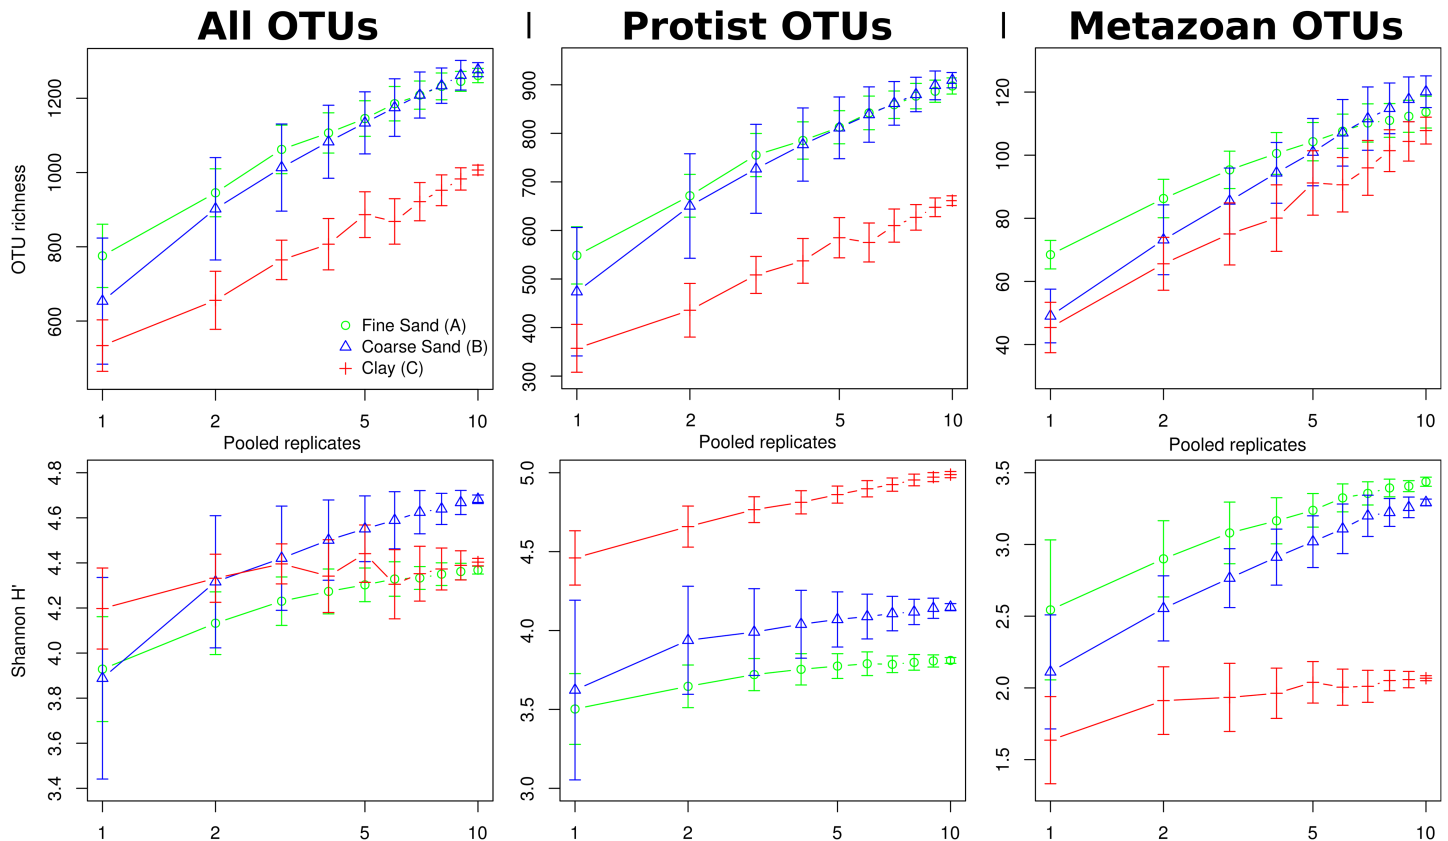 All OTUs | Protist OTUs | Metazoan OTUs
OTU richness
600 800 1000 1200
300 400 500 600 700 800 900
40 60 80 100 120
Fine Sand (A)
Coarse Sand (B)
Clay (C)
1 2 5 10 1 2 5 10 1 2 5 10
Pooled replicates Pooled replicates Pooled replicates
Shannon H'
3.4 3.6 3.8 4.0 4.2 4.4 4.6 4.8
3.0 3.5 4.0 4.5 5.0
1.5 2.0 2.5 3.0 3.5
1 2 5 10 1 2 5 10 1 2 5 10